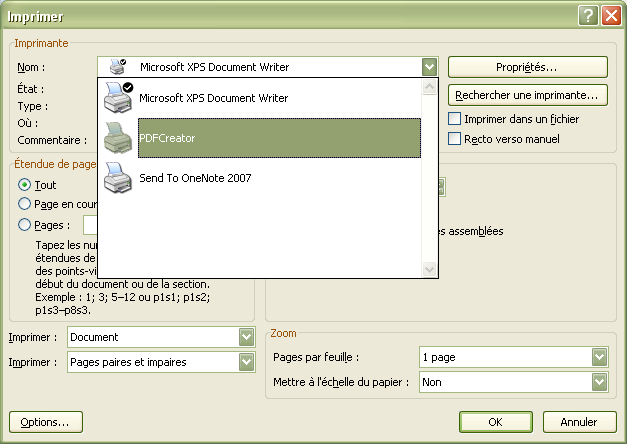 Imprimer
Imprimante
Nom :
Microsoft XPS Document Writer
Propriétés...
État :
Microsoft XPS Document Writer
Rechercher une imprimante...
Type :
Imprimer dans un fichier
Où :
PDFCreator
Commentaire :
Recto verso manuel
Étendue de page
Send To OneNote 2007
Tout
Page en cour
Pages :
es assemblées
Tapez les nu
étendues de
des points-vi
début du document ou de la section.
Exemple : 1; 3; 5–12 ou p1s1; p1s2;
p1s3–p8s3.
Imprimer :
Document
Zoom
Imprimer :
Pages paires et impaires
Pages par feuille :
1 page
Mettre à l'échelle du papier :
Non
Options...
OK
Annuler